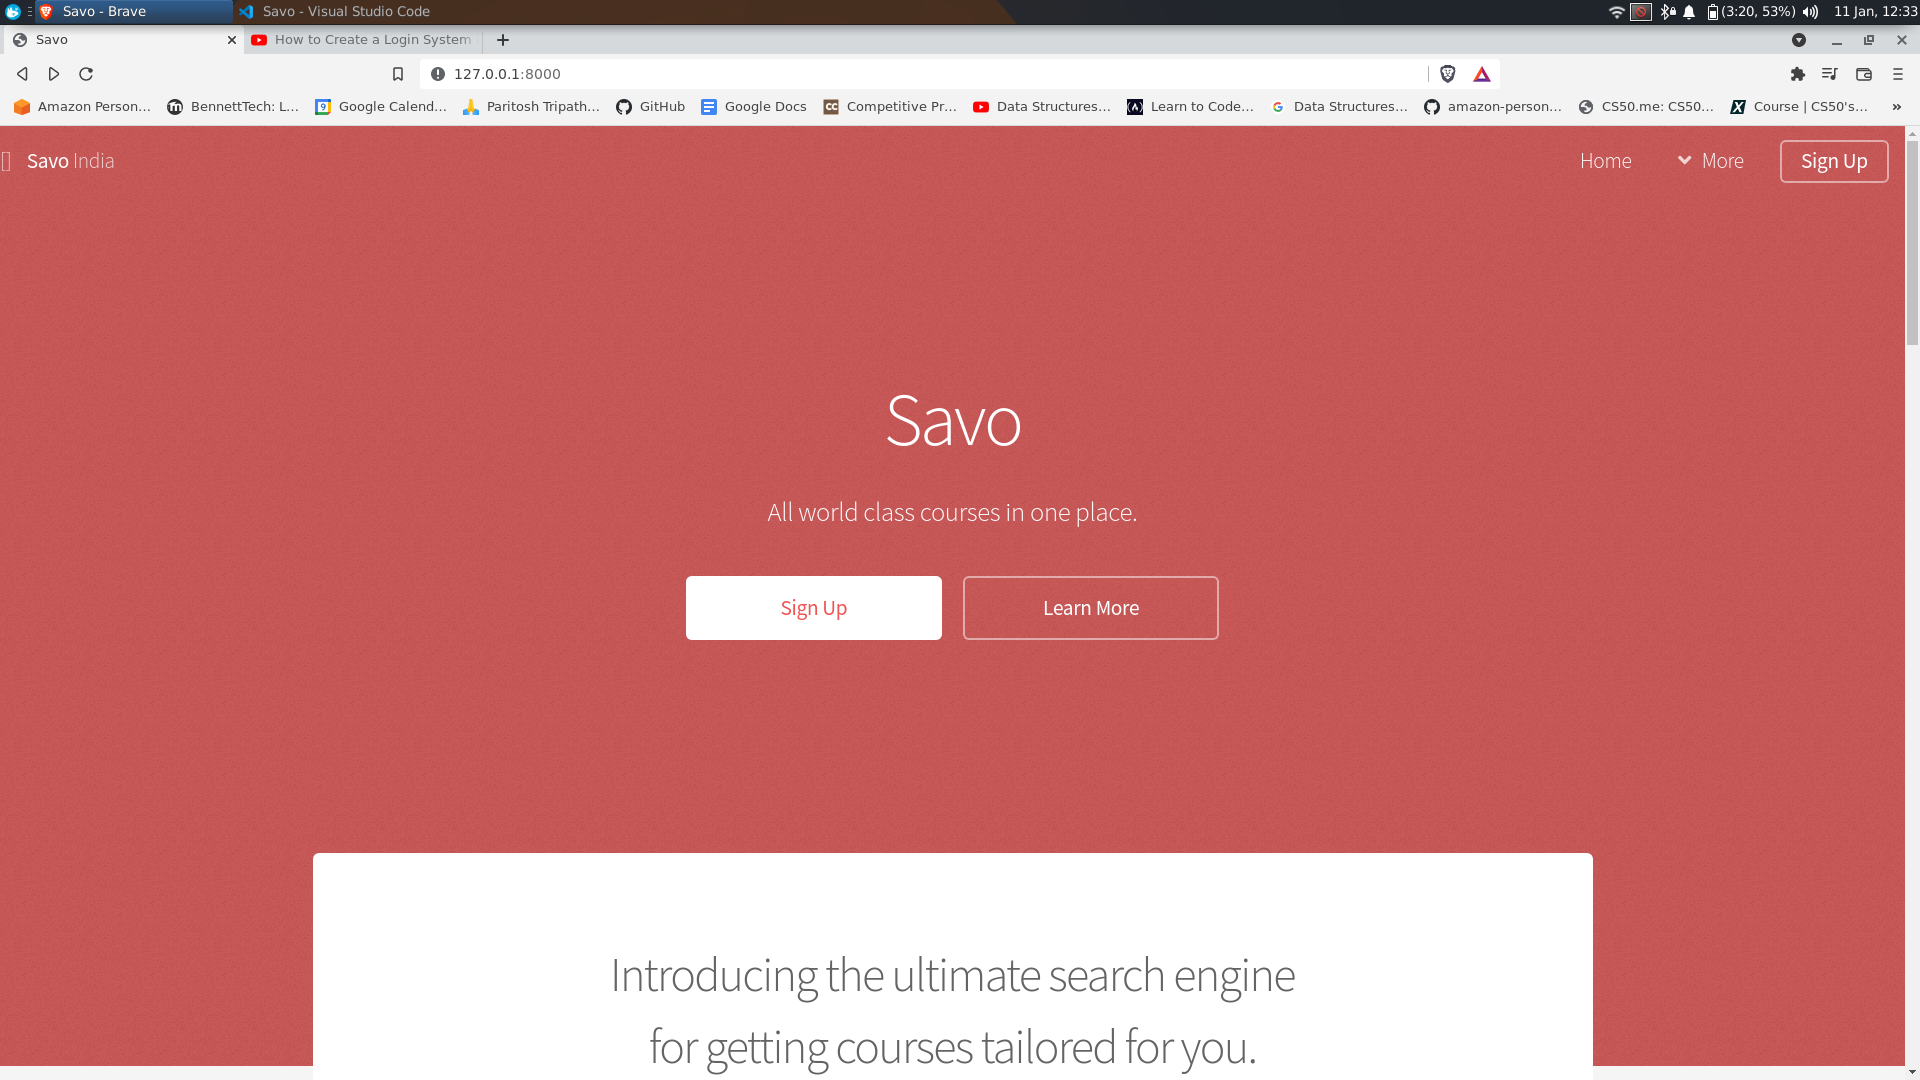 Savo - Brave
Savo - Visual Studio Code
(3:20, 53%)
11 Jan, 12:33
Savo
How to Create a Login System
127.0.0.1:8000
Amazon Person...
BennettTech: L...
Google Calend...
Paritosh Tripath...
GitHub
Google Docs
Competitive Pr...
Data Structures...
Learn to Code...
Data Structures...
amazon-person...
CS50.me: CS50...
Course | CS50's...
»
Savo India
Home
More
Sign Up
Savo
All world class courses in one place.
Sign Up
Learn More
Introducing the ultimate search engine
for getting courses tailored for you.